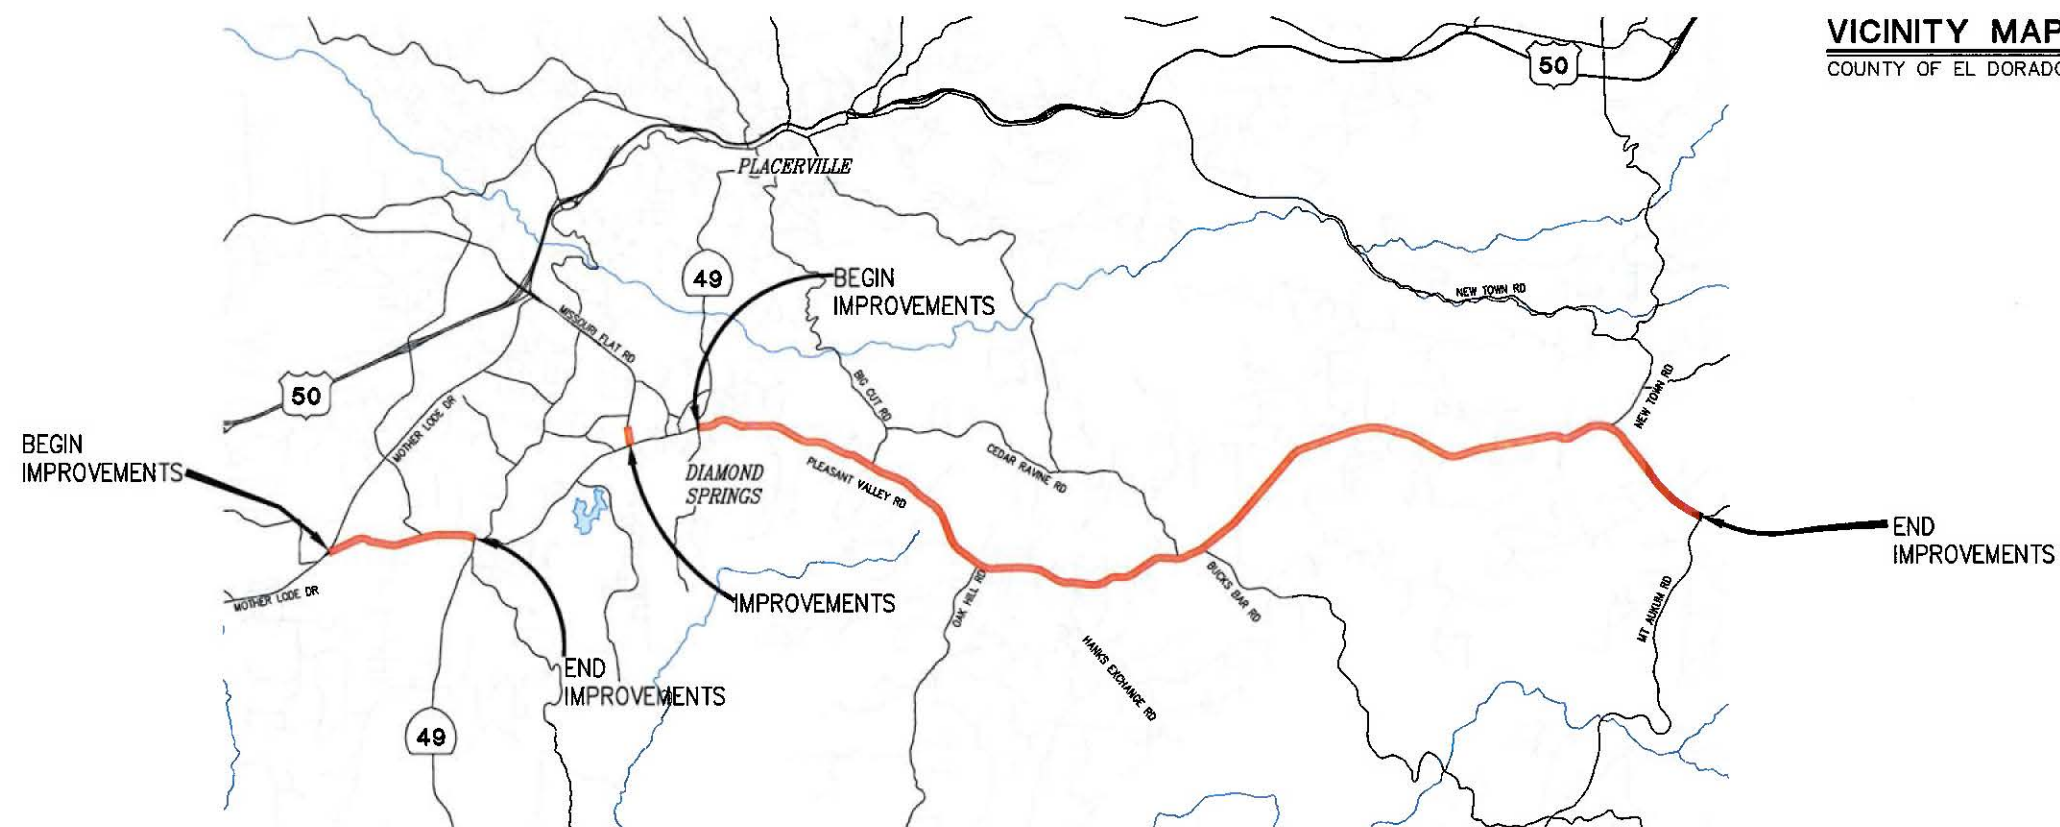 VICINITY MAP
COUNTY OF EL DORADO
50
PLACERVILLE
49
BEGIN
IMPROVEMENTS
NEW TOWN RD
MISSOURI FLAT RD
50
BIG CUT RD
NEW TOWN RD
MOTHER LODE DR
BEGIN
IMPROVEMENTS
CEDAR RAVINE RD
DIAMOND
SPRINGS
PLEASANT VALLEY RD
END
IMPROVEMENTS
MOTHER LODE DR
IMPROVEMENTS
OAK HILL RD
BUCKS BAR RD
MT AUKUM RD
HANKS EXCHANGE RD
END
IMPROVEMENTS
49